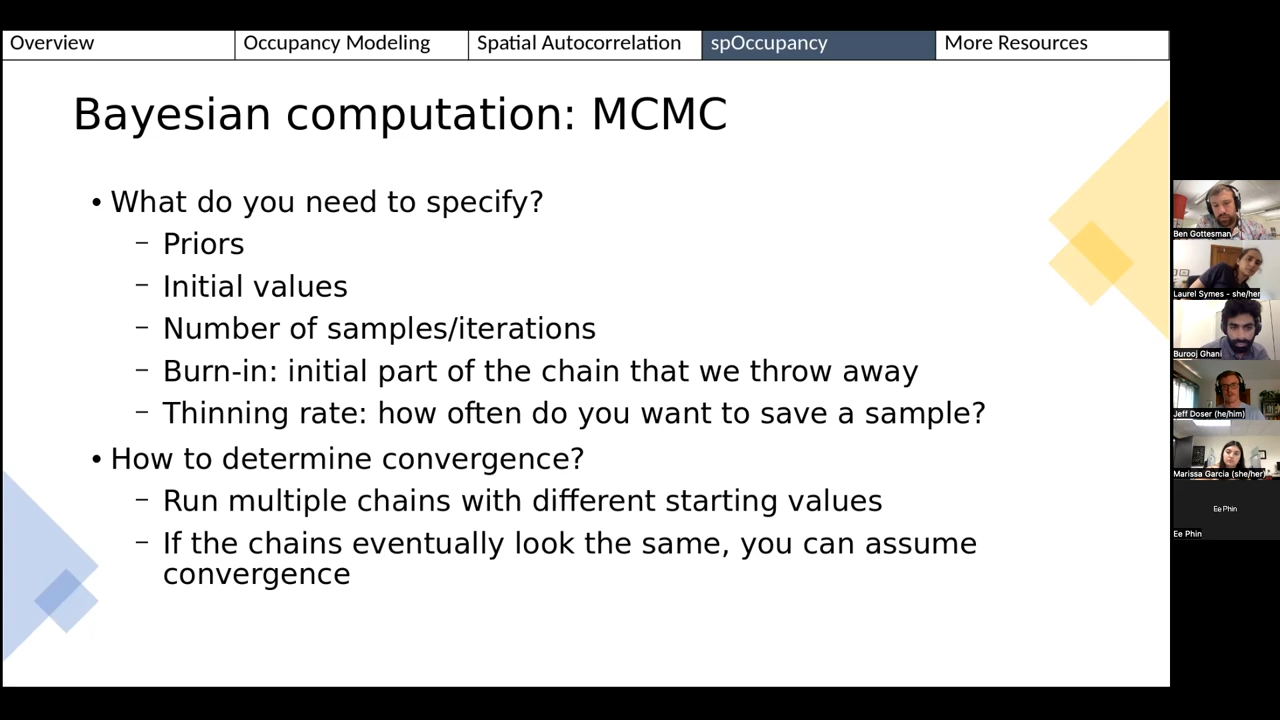 Overview
Occupancy Modeling
Spatial Autocorrelation
spOccupancy
More Resources
Bayesian computation: MCMC
• What do you need to specify?
– Priors
– Initial values
– Number of samples/iterations
– Burn-in: initial part of the chain that we throw away
– Thinning rate: how often do you want to save a sample?
• How to determine convergence?
– Run multiple chains with different starting values
– If the chains eventually look the same, you can assume
convergence
Ben Gottesman
Laurel Symes - she/her
Burooj Ghani
Jeff Doser (he/him)
Marissa Garcia (she/her)
Ee Phin
Ee Phin